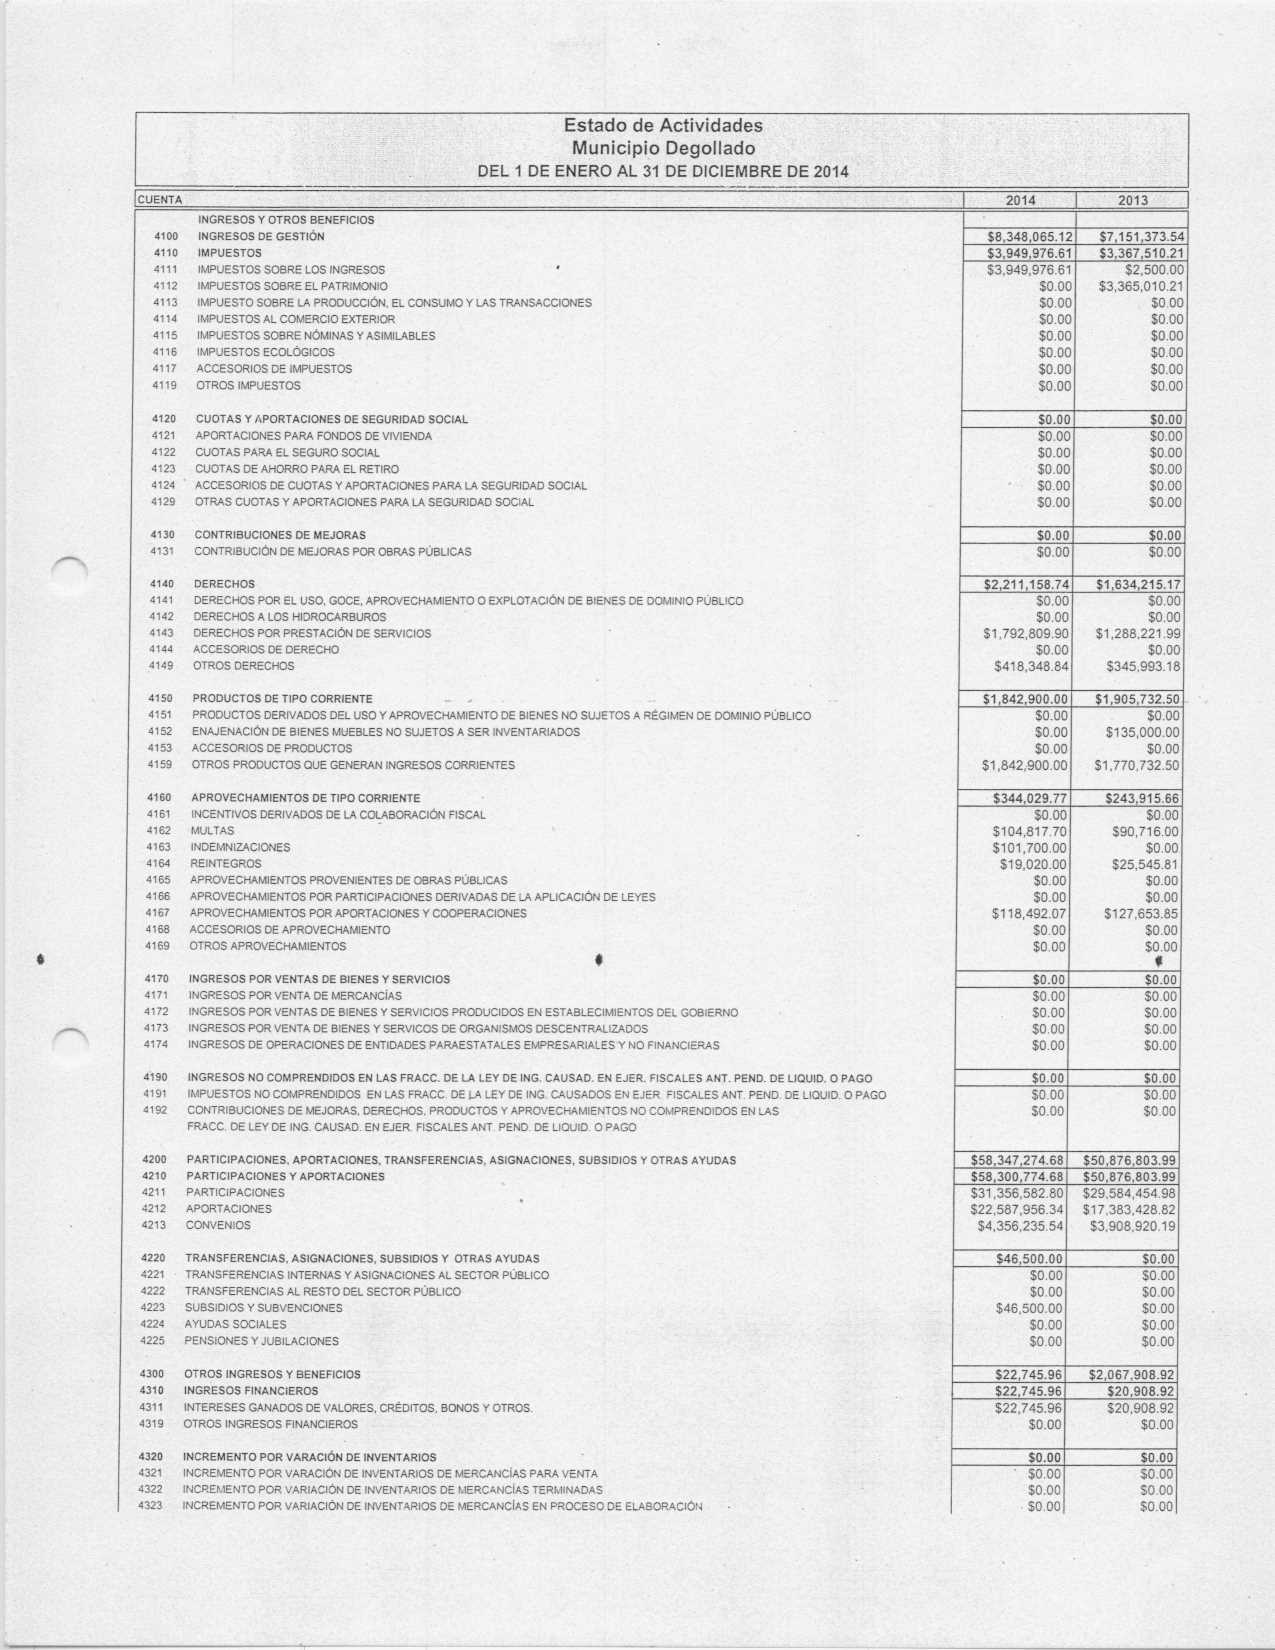 Estado de Actividades
Municipio Degollado
DEL 1 DE ENERO AL 31 DE DICIEMBRE DE 2014
CUENTA 2014 2013
INGRESOS Y OTROS BENEFICIOS
4100 INGRESOS DE GESTIÓN $8,348,065.12 $7,151,373.54
4110 IMPUESTOS $3,949,976.61 $3,367,510.21
4111 IMPUESTOS SOBRE LOS INGRESOS $3,949,976.61 $2,500.00
4112 IMPUESTOS SOBRE EL PATRIMONIO $0.00 $3,365,010.21
4113 IMPUESTO SOBRE LA PRODUCCIÓN, EL CONSUMO Y LAS TRANSACCIONES $0.00 $0.00
4114 IMPUESTOS AL COMERCIO EXTERIOR $0.00 $0.00
4115 IMPUESTOS SOBRE NÓMINAS Y ASIMILABLES $0.00 $0.00
4116 IMPUESTOS ECOLÓGICOS $0.00 $0.00
4117 ACCESORIOS DE IMPUESTOS $0.00 $0.00
4119 OTROS IMPUESTOS $0.00 $0.00
4120 CUOTAS Y APORTACIONES DE SEGURIDAD SOCIAL $0.00 $0.00
4121 APORTACIONES PARA FONDOS DE VIVIENDA $0.00 $0.00
4122 CUOTAS PARA EL SEGURO SOCIAL $0.00 $0.00
4123 CUOTAS DE AHORRO PARA EL RETIRO $0.00 $0.00
4124 ACCESORIOS DE CUOTAS Y APORTACIONES PARA LA SEGURIDAD SOCIAL $0.00 $0.00
4129 OTRAS CUOTAS Y APORTACIONES PARA LA SEGURIDAD SOCIAL $0.00 $0.00
4130 CONTRIBUCIONES DE MEJORAS $0.00 $0.00
4131 CONTRIBUCIÓN DE MEJORAS POR OBRAS PÚBLICAS $0.00 $0.00
4140 DERECHOS $2,211,158.74 $1,634,215.17
4141 DERECHOS POR EL USO, GOCE, APROVECHAMIENTO O EXPLOTACIÓN DE BIENES DE DOMINIO PÚBLICO $0.00 $0.00
4142 DERECHOS A LOS HIDROCARBUROS $0.00 $0.00
4143 DERECHOS POR PRESTACIÓN DE SERVICIOS $1,792,809.90 $1,288,221.99
4144 ACCESORIOS DE DERECHO $0.00 $0.00
4149 OTROS DERECHOS $418,348.84 $345,993.18
4150 PRODUCTOS DE TIPO CORRIENTE $1,842,900.00 $1,905,732.50
4151 PRODUCTOS DERIVADOS DEL USO Y APROVECHAMIENTO DE BIENES NO SUJETOS A RÉGIMEN DE DOMINIO PÚBLICO $0.00 $0.00
4152 ENAJENACIÓN DE BIENES MUEBLES NO SUJETOS A SER INVENTARIADOS $0.00 $135,000.00
4153 ACCESORIOS DE PRODUCTOS $0.00 $0.00
4159 OTROS PRODUCTOS QUE GENERAN INGRESOS CORRIENTES $1,842,900.00 $1,770,732.50
4160 APROVECHAMIENTOS DE TIPO CORRIENTE $344,029.77 $243,915.66
4161 INCENTIVOS DERIVADOS DE LA COLABORACIÓN FISCAL $0.00 $0.00
4162 MULTAS $104,817.70 $90,716.00
4163 INDEMNIZACIONES $101,700.00 $0.00
4164 REINTEGROS $19,020.00 $25,545.81
4165 APROVECHAMIENTOS PROVENIENTES DE OBRAS PÚBLICAS $0.00 $0.00
4166 APROVECHAMIENTOS POR PARTICIPACIONES DERIVADAS DE LA APLICACIÓN DE LEYES $0.00 $0.00
4167 APROVECHAMIENTOS POR APORTACIONES Y COOPERACIONES $118,492.07 $127,653.85
4168 ACCESORIOS DE APROVECHAMIENTO $0.00 $0.00
4169 OTROS APROVECHAMIENTOS $0.00 $0.00
4170 INGRESOS POR VENTAS DE BIENES Y SERVICIOS $0.00 $0.00
4171 INGRESOS POR VENTA DE MERCANCÍAS $0.00 $0.00
4172 INGRESOS POR VENTAS DE BIENES Y SERVICIOS PRODUCIDOS EN ESTABLECIMIENTOS DEL GOBIERNO $0.00 $0.00
4173 INGRESOS POR VENTA DE BIENES Y SERVICOS DE ORGANISMOS DESCENTRALIZADOS $0.00 $0.00
4174 INGRESOS DE OPERACIONES DE ENTIDADES PARAESTATALES EMPRESARIALES Y NO FINANCIERAS $0.00 $0.00
4190 INGRESOS NO COMPRENDIDOS EN LAS FRACC. DE LA LEY DE ING. CAUSAD. EN EJER. FISCALES ANT. PEND. DE LIQUID. O PAGO $0.00 $0.00
4191 IMPUESTOS NO COMPRENDIDOS EN LAS FRACC. DE LA LEY DE ING. CAUSADOS EN EJER. FISCALES ANT. PEND. DE LIQUID. O PAGO $0.00 $0.00
4192 CONTRIBUCIONES DE MEJORAS, DERECHOS, PRODUCTOS Y APROVECHAMIENTOS NO COMPRENDIDOS EN LAS $0.00 $0.00
FRACC. DE LEY DE ING. CAUSAD. EN EJER. FISCALES ANT. PEND. DE LIQUID. O PAGO
4200 PARTICIPACIONES, APORTACIONES, TRANSFERENCIAS, ASIGNACIONES, SUBSIDIOS Y OTRAS AYUDAS $58,347,274.68 $50,876,803.99
4210 PARTICIPACIONES Y APORTACIONES $58,300,774.68 $50,876,803.99
4211 PARTICIPACIONES $31,356,582.80 $29,584,454.98
4212 APORTACIONES $22,587,956.34 $17,383,428.82
4213 CONVENIOS $4,356,235.54 $3,908,920.19
4220 TRANSFERENCIAS, ASIGNACIONES, SUBSIDIOS Y OTRAS AYUDAS $46,500.00 $0.00
4221 TRANSFERENCIAS INTERNAS Y ASIGNACIONES AL SECTOR PÚBLICO $0.00 $0.00
4222 TRANSFERENCIAS AL RESTO DEL SECTOR PÚBLICO $0.00 $0.00
4223 SUBSIDIOS Y SUBVENCIONES $46,500.00 $0.00
4224 AYUDAS SOCIALES $0.00 $0.00
4225 PENSIONES Y JUBILACIONES $0.00 $0.00
4300 OTROS INGRESOS Y BENEFICIOS $22,745.96 $2,067,908.92
4310 INGRESOS FINANCIEROS $22,745.96 $20,908.92
4311 INTERESES GANADOS DE VALORES, CRÉDITOS, BONOS Y OTROS. $22,745.96 $20,908.92
4319 OTROS INGRESOS FINANCIEROS $0.00 $0.00
4320 INCREMENTO POR VARACIÓN DE INVENTARIOS $0.00 $0.00
4321 INCREMENTO POR VARACIÓN DE INVENTARIOS DE MERCANCÍAS PARA VENTA $0.00 $0.00
4322 INCREMENTO POR VARIACIÓN DE INVENTARIOS DE MERCANCÍAS TERMINADAS $0.00 $0.00
4323 INCREMENTO POR VARIACIÓN DE INVENTARIOS DE MERCANCÍAS EN PROCESO DE ELABORACIÓN $0.00 $0.00